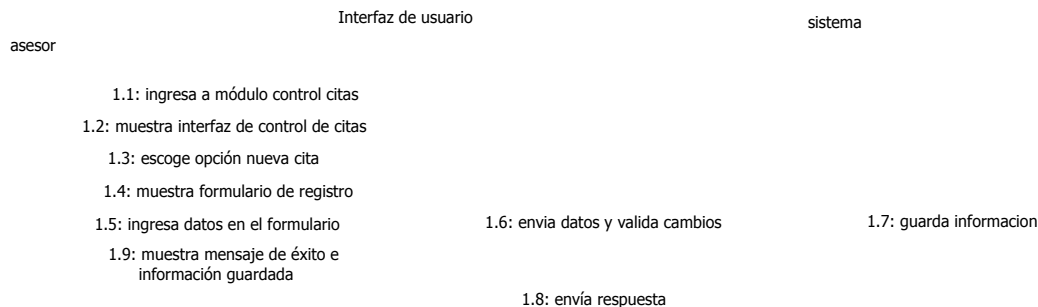 Interfaz de usuario
sistema
asesor
1.1: ingresa a módulo control citas
1.2: muestra interfaz de control de citas
1.3: escoge opción nueva cita
1.4: muestra formulario de registro
1.5: ingresa datos en el formulario
1.6: envia datos y valida cambios
1.7: guarda informacion
1.9: muestra mensaje de éxito e
información guardada
1.8: envía respuesta